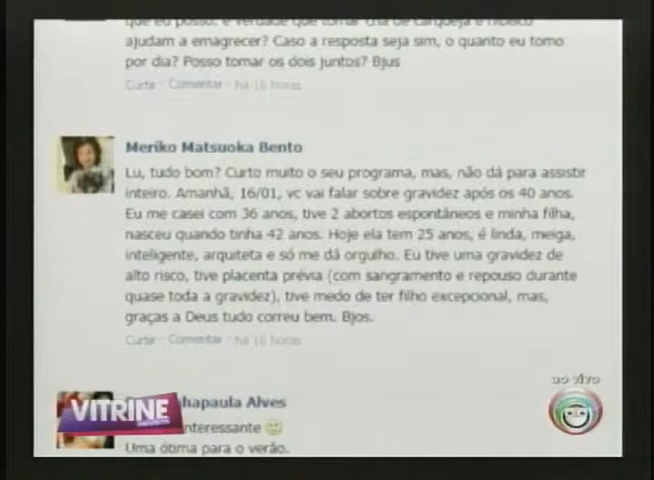 que eu posso. é verdade que tomar chá de carqueja e hibisco
ajudam a emagrecer? Caso a resposta seja sim, o quanto eu tomo
por dia? Posso tomar os dois juntos? Bjus
Curtir · Comentar · há 16 horas
Meriko Matsuoka Bento
Lu, tudo bom? Curto muito o seu programa, mas, não dá para assistir
inteiro. Amanhã, 16/01, vc vai falar sobre gravidez após os 40 anos.
Eu me casei com 36 anos, tive 2 abortos espontâneos e minha filha,
nasceu quando tinha 42 anos. Hoje ela tem 25 anos, é linda, meiga,
inteligente, arquiteta e só me dá orgulho. Eu tive uma gravidez de
alto risco, tive placenta prévia (com sangramento e repouso durante
quase toda a gravidez), tive medo de ter filho excepcional, mas,
graças a Deus tudo correu bem. Bjos.
Curtir · Comentar · há 16 horas
hapaula Alves
nteressante
Uma ótima para o verão.
VITRINE
ao vivo